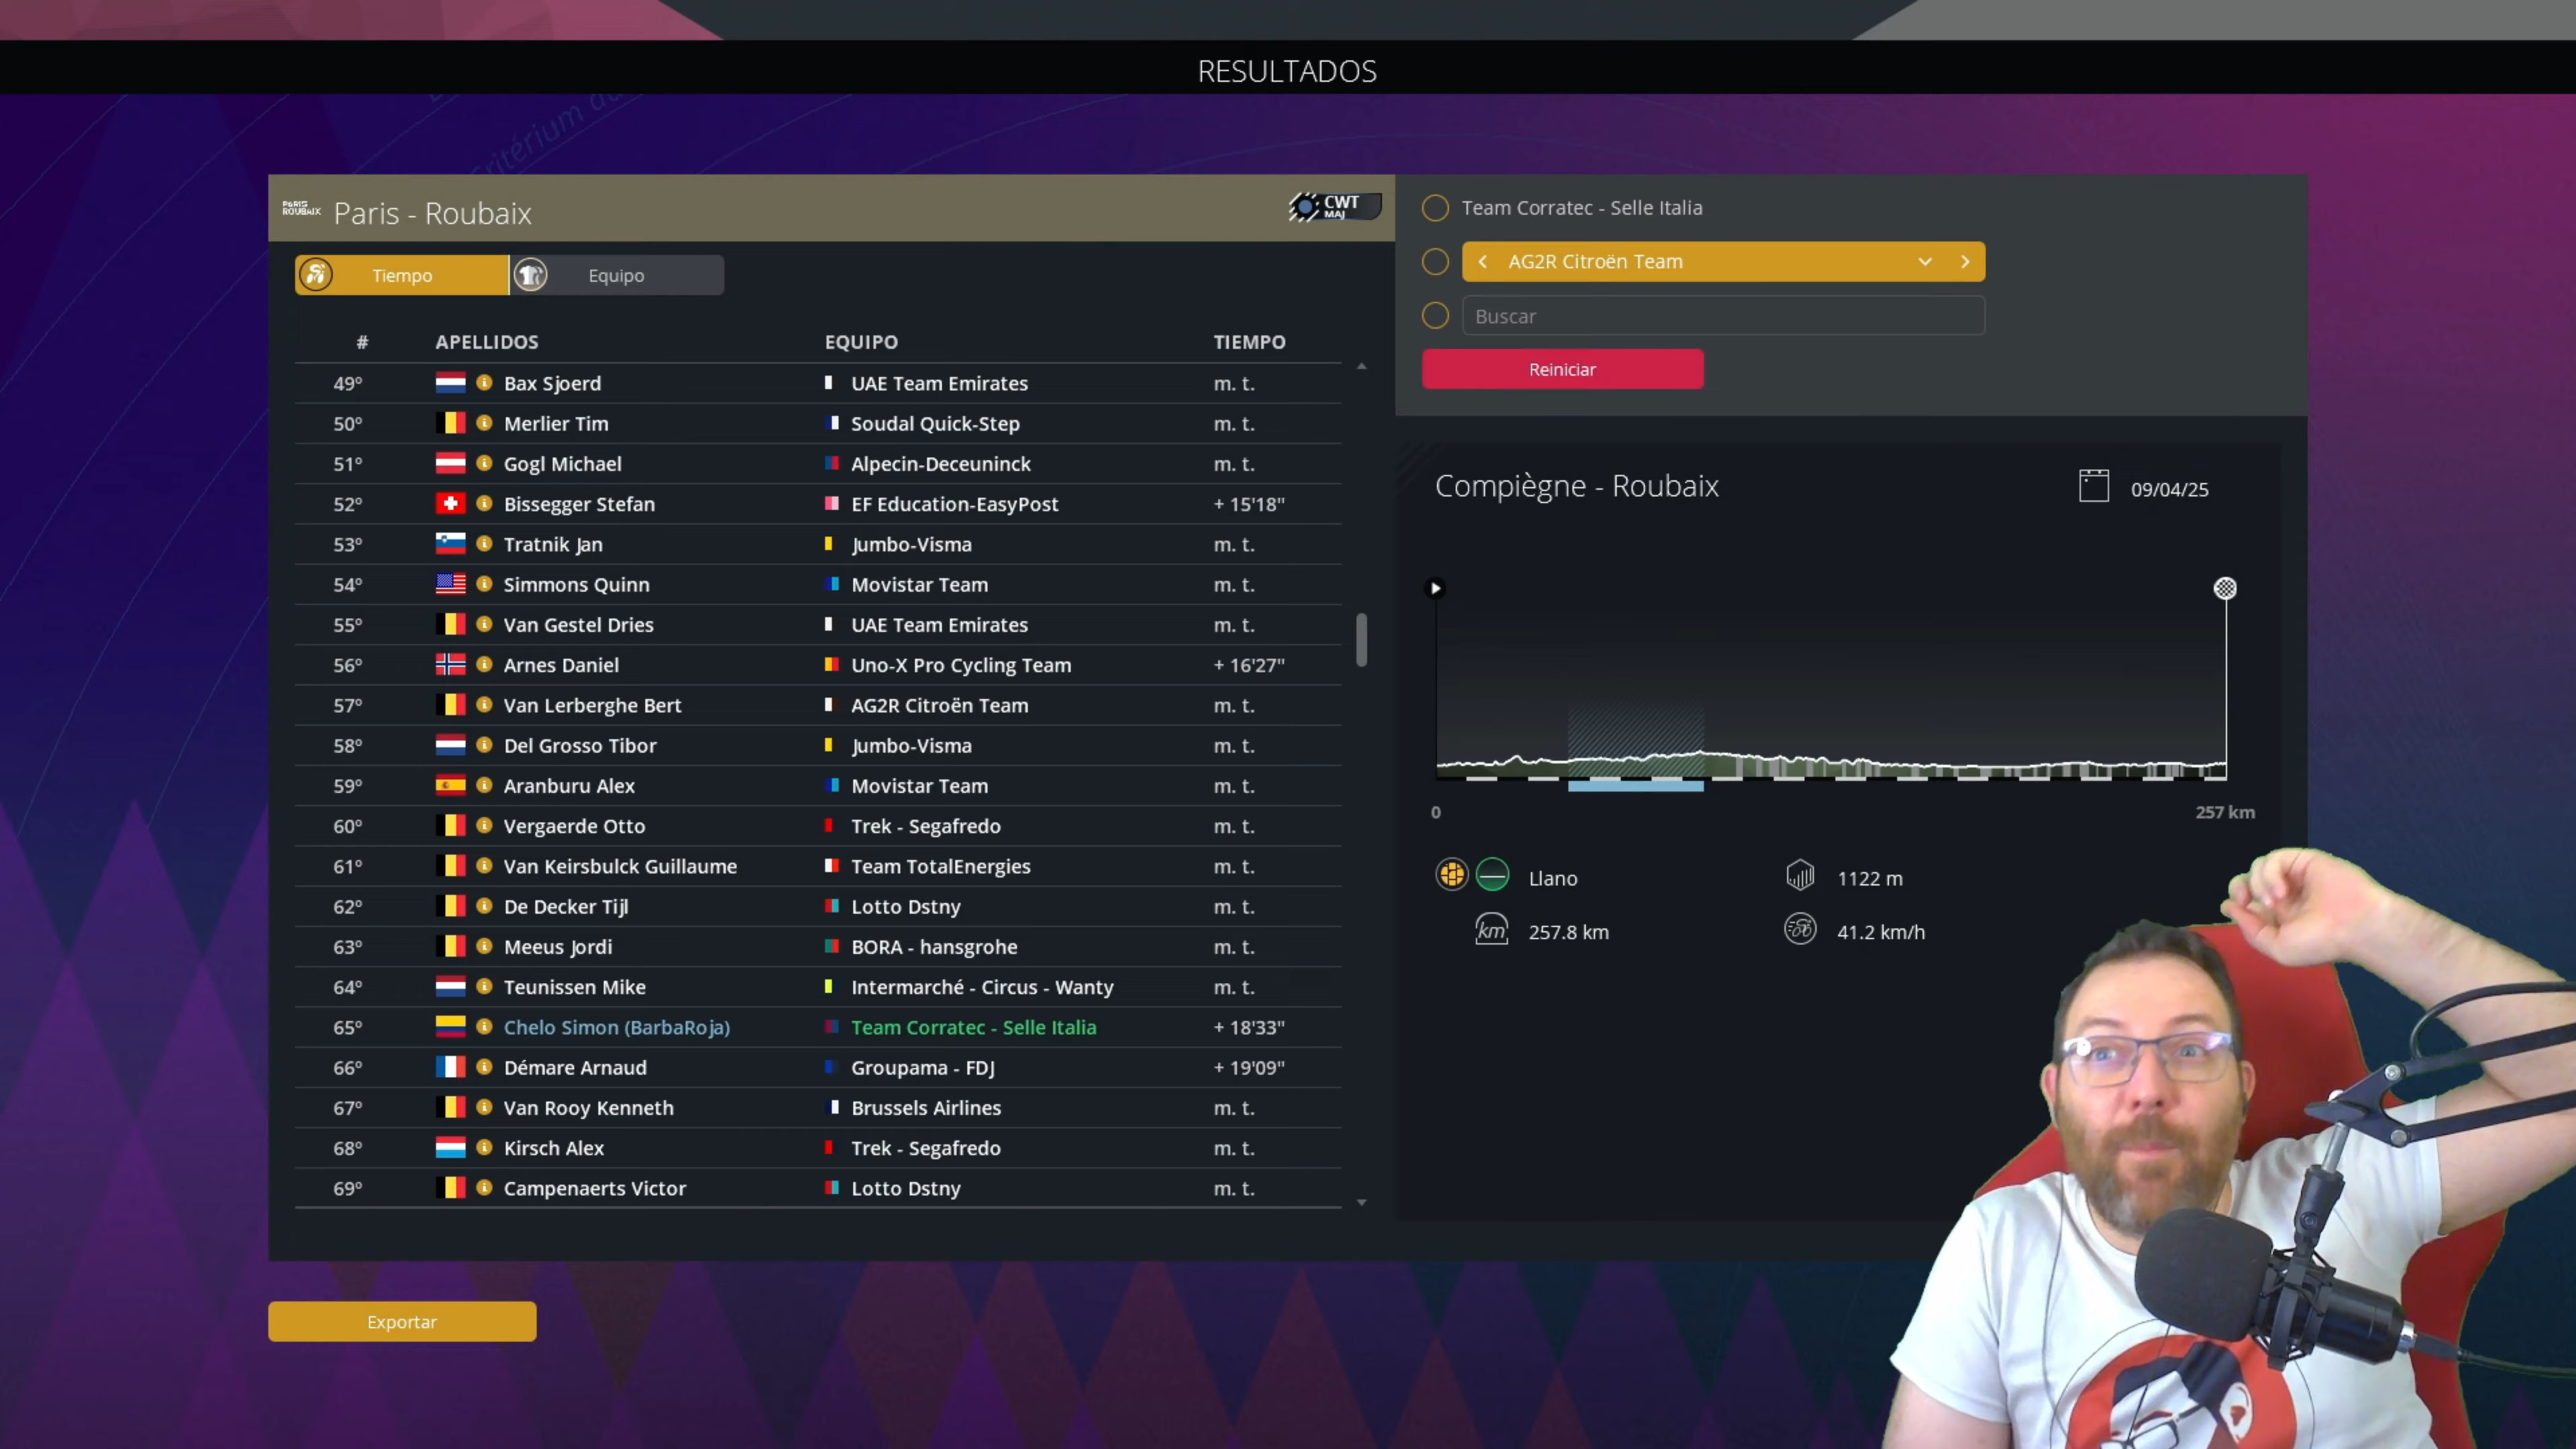 RESULTADOS
PARIS ROUBAIX
Paris - Roubaix
CWT
MAJ
Tiempo
Equipo
# APELLIDOS EQUIPO TIEMPO
49º Bax Sjoerd UAE Team Emirates m. t.
50º Merlier Tim Soudal Quick-Step m. t.
51º Gogl Michael Alpecin-Deceuninck m. t.
52º Bissegger Stefan EF Education-EasyPost + 15'18"
53º Tratnik Jan Jumbo-Visma m. t.
54º Simmons Quinn Movistar Team m. t.
55º Van Gestel Dries UAE Team Emirates m. t.
56º Arnes Daniel Uno-X Pro Cycling Team + 16'27"
57º Van Lerberghe Bert AG2R Citroën Team m. t.
58º Del Grosso Tibor Jumbo-Visma m. t.
59º Aranburu Alex Movistar Team m. t.
60º Vergaerde Otto Trek - Segafredo m. t.
61º Van Keirsbulck Guillaume Team TotalEnergies m. t.
62º De Decker Tijl Lotto Dstny m. t.
63º Meeus Jordi BORA - hansgrohe m. t.
64º Teunissen Mike Intermarché - Circus - Wanty m. t.
65º Chelo Simon (BarbaRoja) Team Corratec - Selle Italia + 18'33"
66º Démare Arnaud Groupama - FDJ + 19'09"
67º Van Rooy Kenneth Brussels Airlines m. t.
68º Kirsch Alex Trek - Segafredo m. t.
69º Campenaerts Victor Lotto Dstny m. t.
Exportar
Team Corratec - Selle Italia
AG2R Citroën Team
Buscar
Reiniciar
Compiègne - Roubaix
09/04/25
0
257 km
Llano
1122 m
km
257.8 km
41.2 km/h